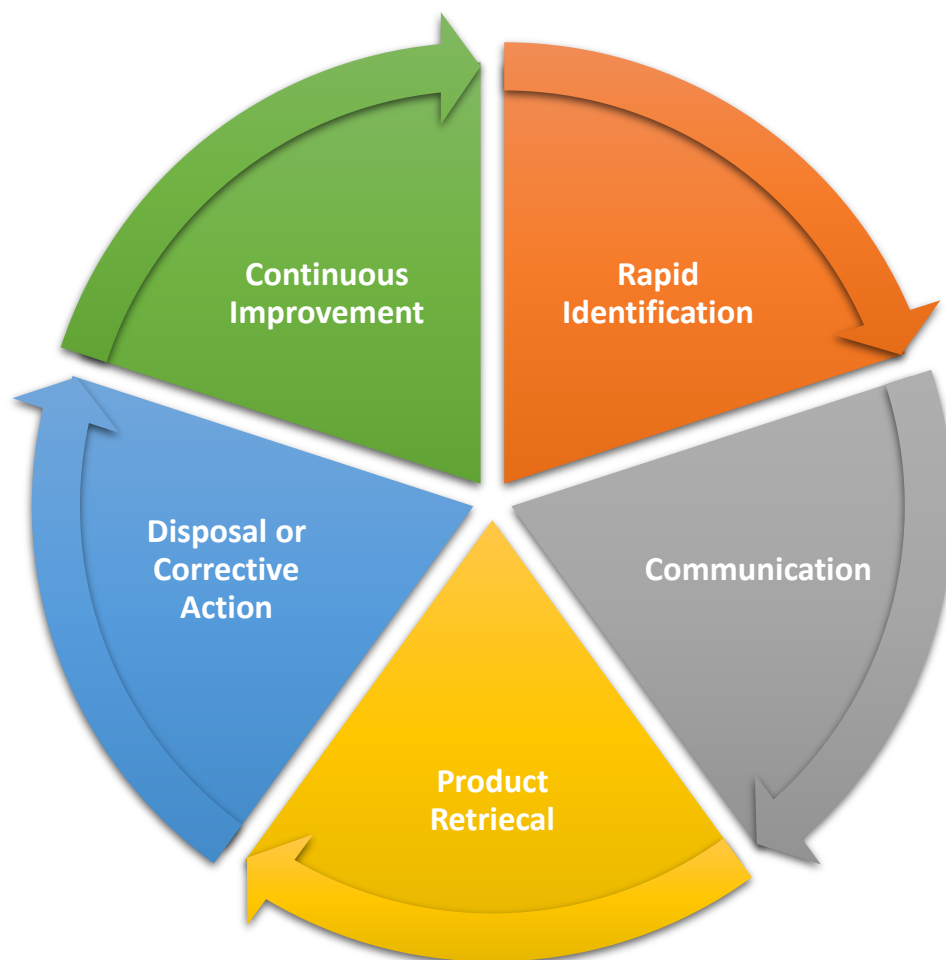 Continuous
Improvement
Rapid
Identification
Disposal or
Corrective
Action
Communication
Product
Retriecal